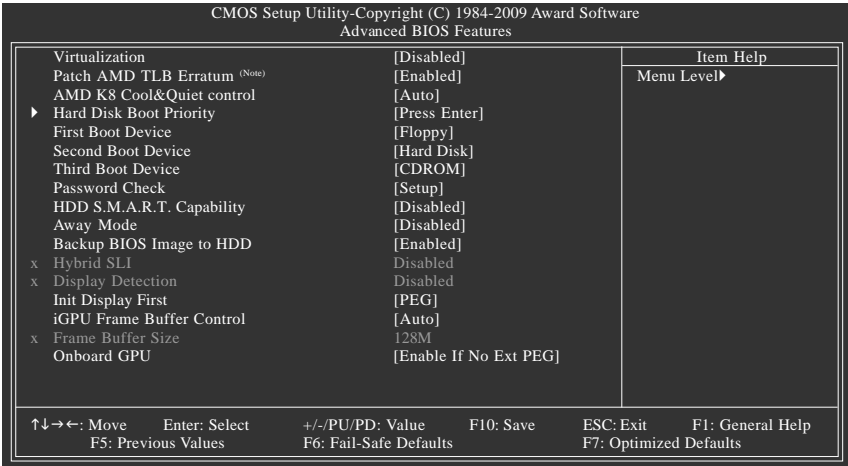 CMOS Setup Utility-Copyright (C) 1984-2009 Award Software
Advanced BIOS Features
Virtualization [Disabled] Item Help
Patch AMD TLB Erratum (Note) [Enabled] Menu Level▶
AMD K8 Cool&Quiet control [Auto]
▶ Hard Disk Boot Priority [Press Enter]
First Boot Device [Floppy]
Second Boot Device [Hard Disk]
Third Boot Device [CDROM]
Password Check [Setup]
HDD S.M.A.R.T. Capability [Disabled]
Away Mode [Disabled]
Backup BIOS Image to HDD [Enabled]
x Hybrid SLI Disabled
x Display Detection Disabled
Init Display First [PEG]
iGPU Frame Buffer Control [Auto]
x Frame Buffer Size 128M
Onboard GPU [Enable If No Ext PEG]
↑↓→←: Move Enter: Select +/-/PU/PD: Value F10: Save ESC: Exit F1: General Help
F5: Previous Values F6: Fail-Safe Defaults F7: Optimized Defaults